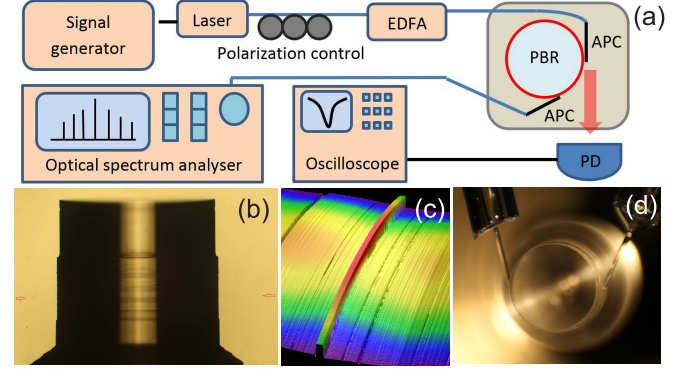 Signal
generator
Laser
Polarization control
EDFA
(a)
PBR
APC
APC
Optical spectrum analyser
Oscilloscope
PD
(b)
(c)
(d)